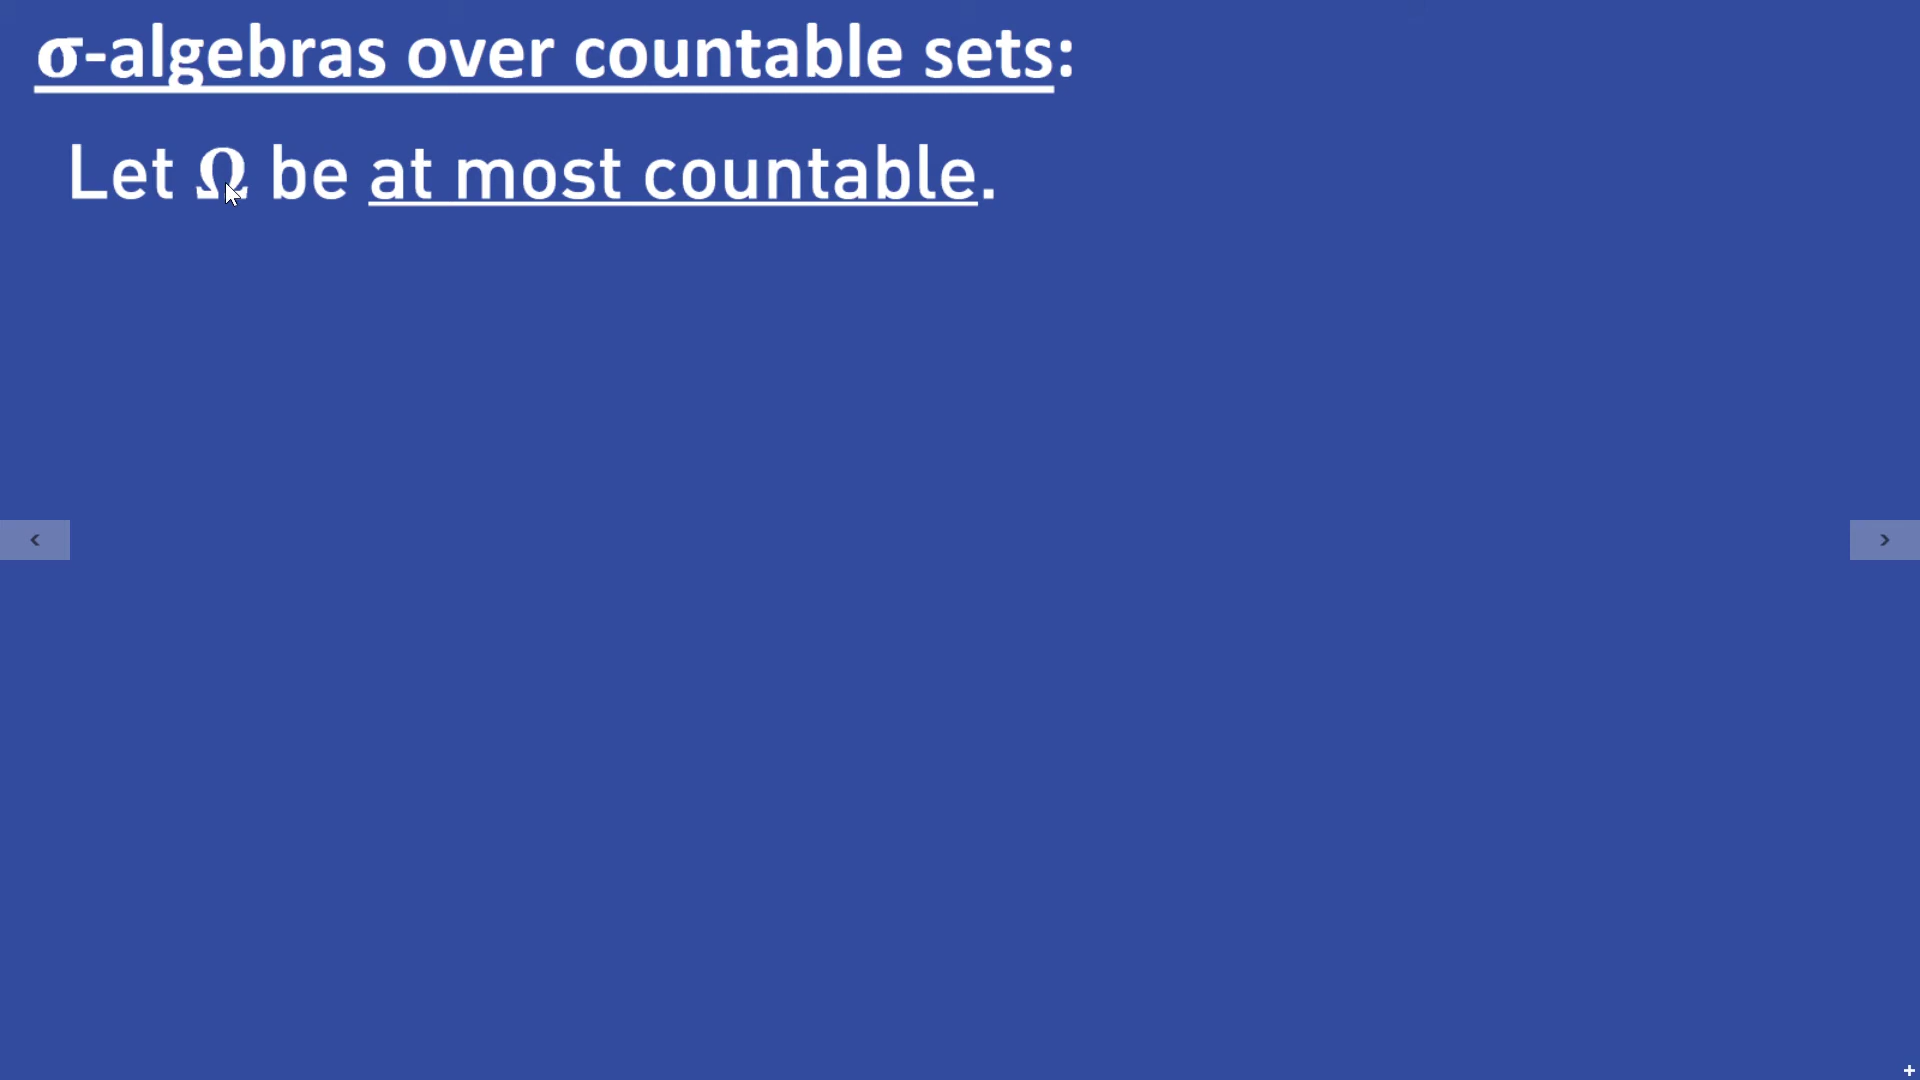 σ-algebras over countable sets:
Let Ω be at most countable.